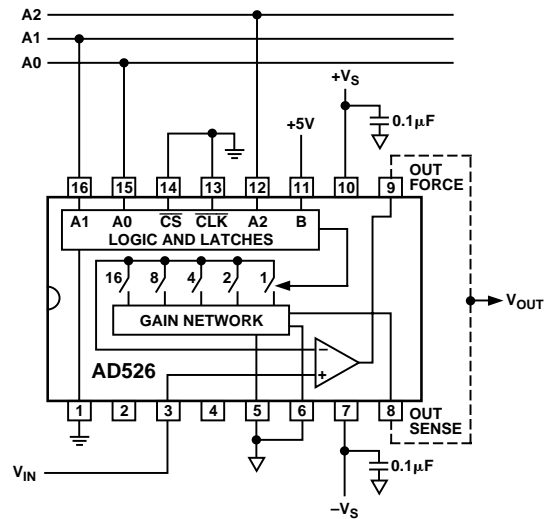 A2
A1
A0
+VS
0.1µF
+5V
16 15 14 13 12 11 10 9
OUT
FORCE
A1 A0 CS CLK A2 B
LOGIC AND LATCHES
16 8 4 2 1
VOUT
GAIN NETWORK
–
+
AD526
1 2 3 4 5 6 7 8
OUT
SENSE
VIN
0.1µF
–VS